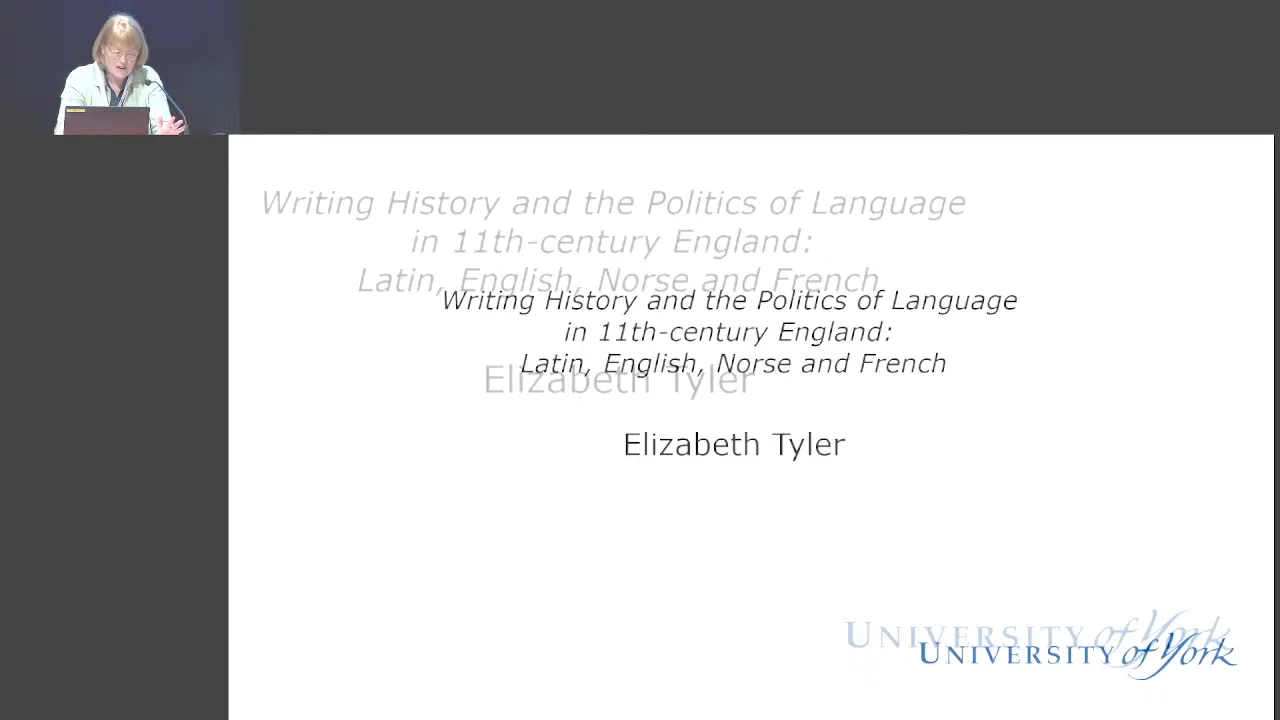 Writing History and the Politics of Language
in 11th-century England:
Latin, English, Norse and French
Elizabeth Tyler
Writing History and the Politics of Language
in 11th-century England:
Latin, English, Norse and French
Elizabeth Tyler
UNIVERSITY of York
UNIVERSITY of York